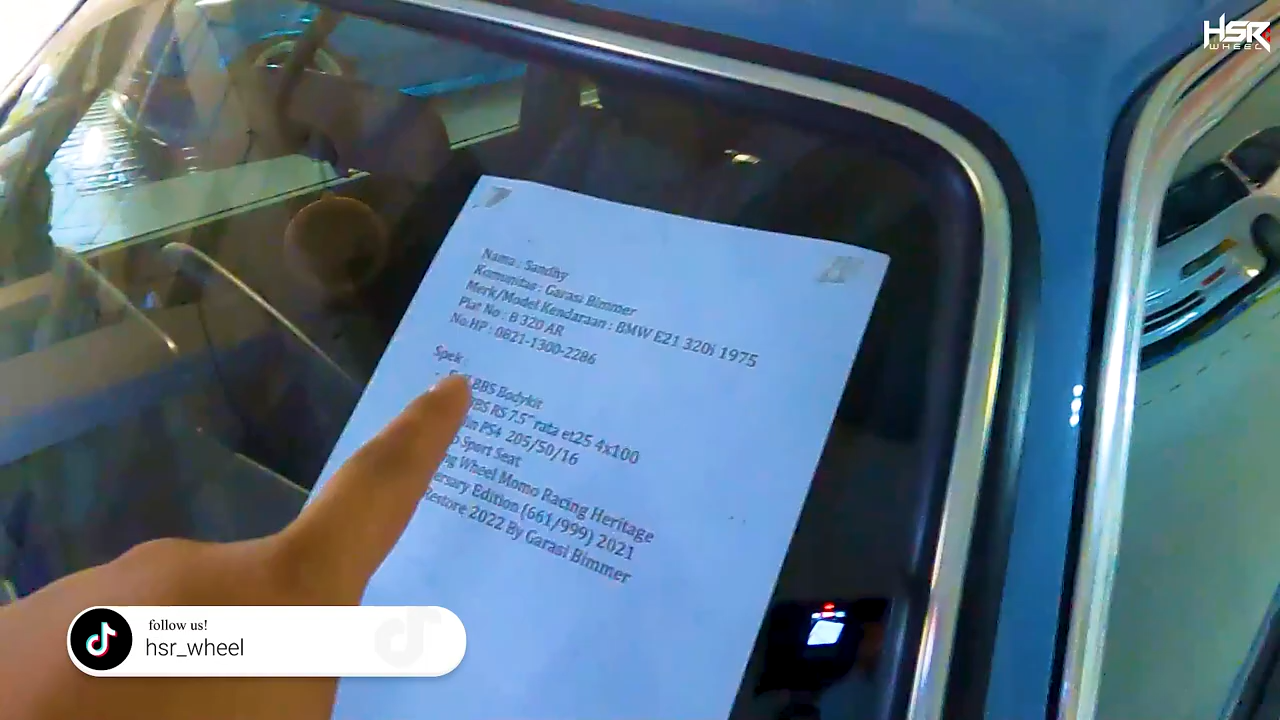 HSR
WHEEL
Nama : Sandhy
Komunitas : Garasi Bimmer
Merk/Model Kendaraan : BMW E21 320i 1975
Plat No : B 320 AR
No.HP : 0821-1300-2286
Spek :
BBS Bodykit
RS 7.5" rata et25 4x100
PS4 205/50/16
Sport Seat
Wheel Momo Racing Heritage
Edition (661/999) 2021
Restore 2022 By Garasi Bimmer
follow us!
hsr_wheel